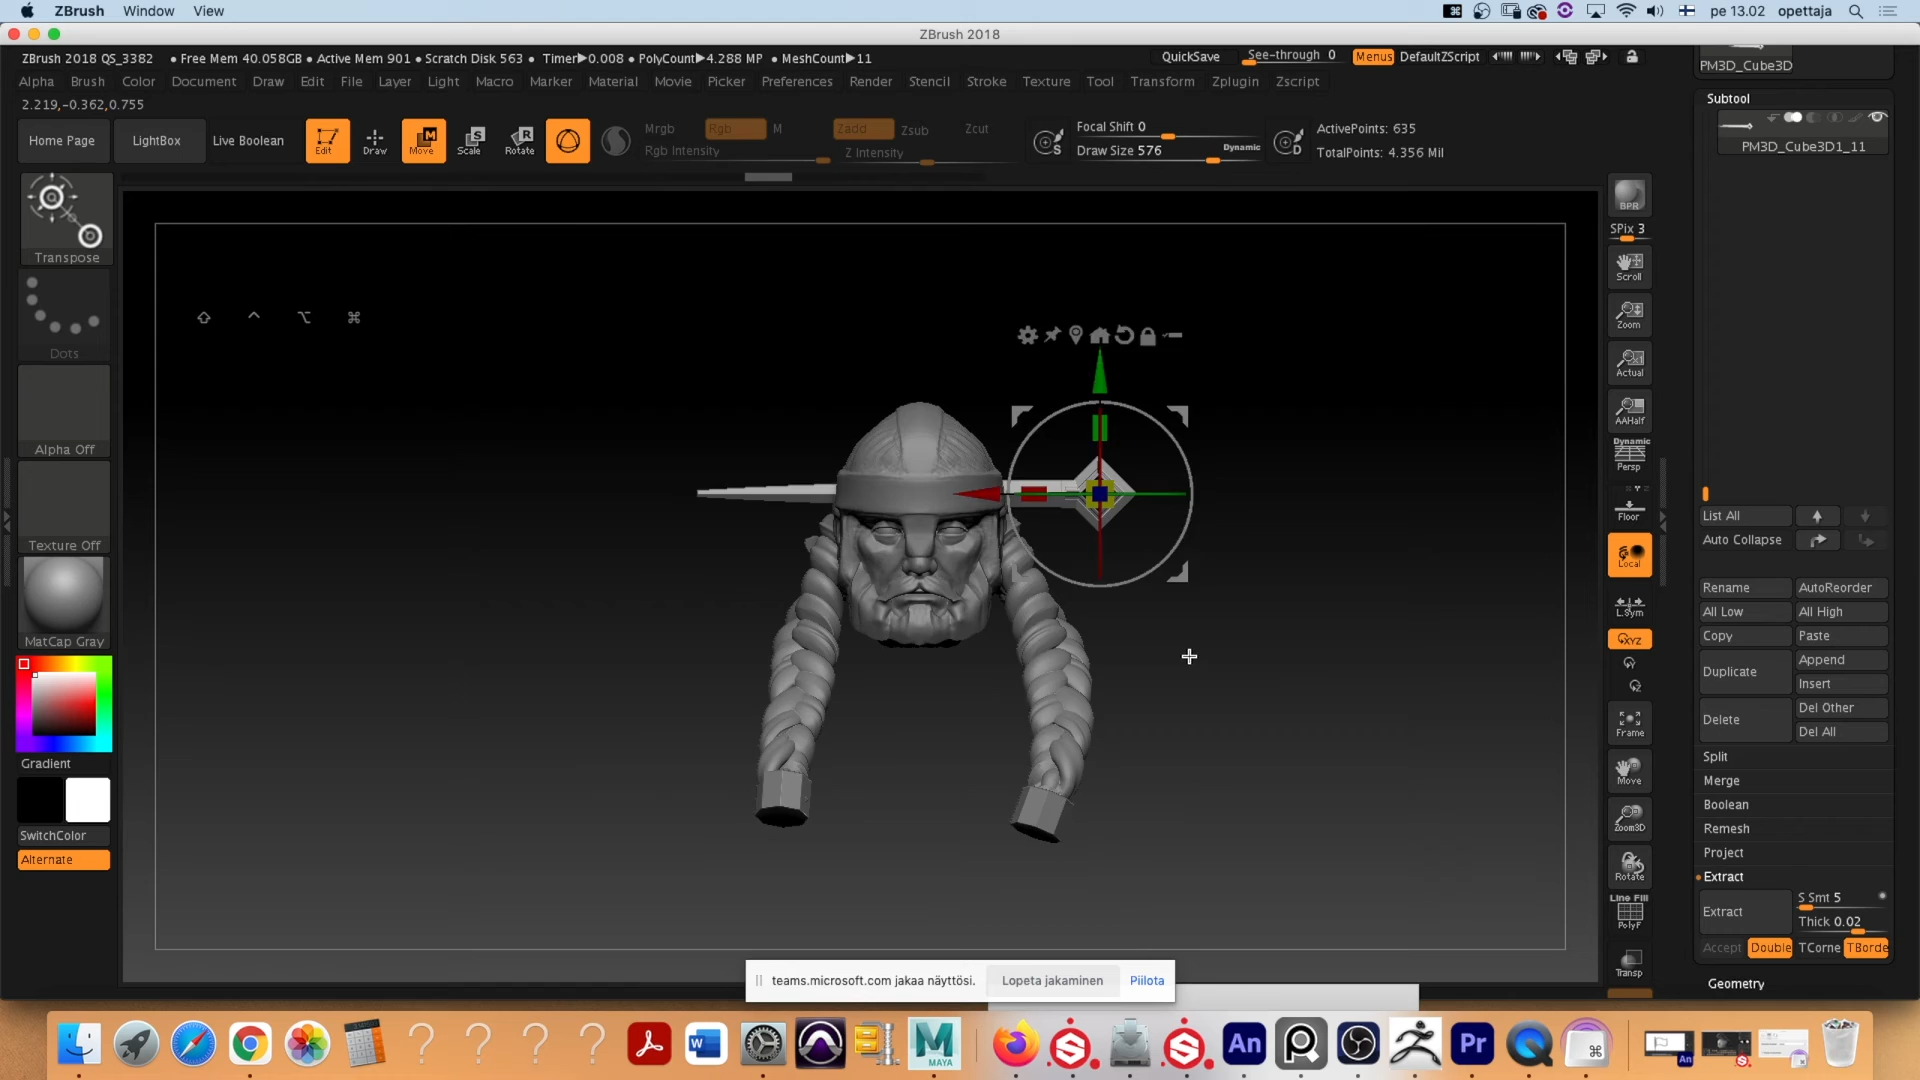 ZBrush Window View
pe 13.02 opettaja
ZBrush 2018
ZBrush 2018 QS_3382 • Free Mem 40.058GB • Active Mem 901 • Scratch Disk 563 • Timer▶0.008 • PolyCount▶4.288 MP • MeshCount▶11
QuickSave See-through 0 Menus DefaultZScript
PM3D_Cube3D
Alpha Brush Color Document Draw Edit File Layer Light Macro Marker Material Movie Picker Preferences Render Stencil Stroke Texture Tool Transform Zplugin Zscript
2.219,-0.362,0.755
Home Page LightBox Live Boolean
Edit Draw Move Scale Rotate
Mrgb Rgb M Zadd Zsub Zcut
Rgb Intensity Z Intensity
Focal Shift 0
Draw Size 576 Dynamic
ActivePoints: 635
TotalPoints: 4.356 Mil
Subtool
PM3D_Cube3D1_11
Transpose
Dots
Alpha Off
Texture Off
MatCap Gray
Gradient
SwitchColor
Alternate
BPR
SPix 3
Scroll
Zoom
Actual
AAHalf
Dynamic
Persp
Floor
Local
L.Sym
XYZ
Frame
Move
Zoom3D
Rotate
Line Fill
PolyF
Transp
List All
Auto Collapse
Rename AutoReorder
All Low All High
Copy Paste
Duplicate Append
Insert
Delete Del Other
Del All
Split
Merge
Boolean
Remesh
Project
Extract
Extract S Smt 5
Thick 0.02
Accept Double TCorne TBorde
Geometry
teams.microsoft.com jakaa näyttösi. Lopeta jakaminen Piilota
W MAYA An Pr An